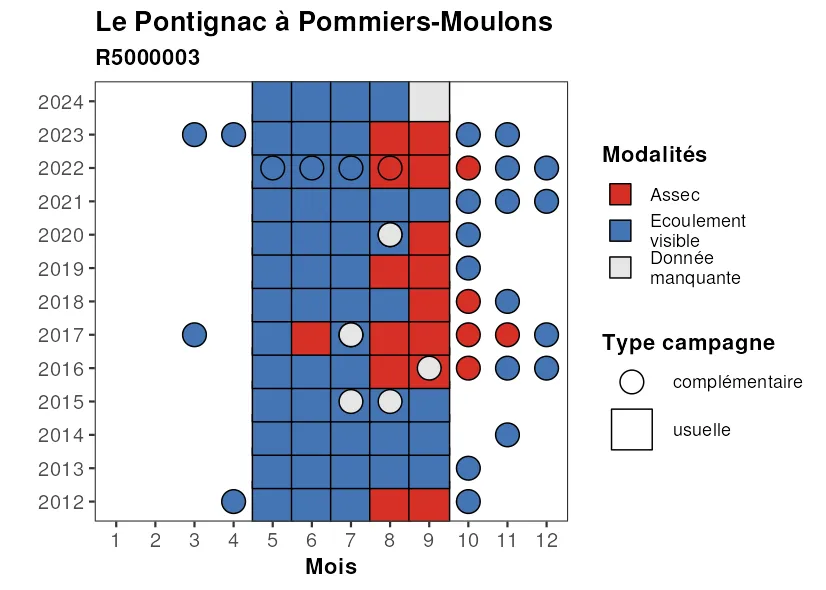 Le Pontignac à Pommiers-Moulons
R5000003
2024
2023
2022
2021
2020
2019
2018
2017
2016
2015
2014
2013
2012
1 2 3 4 5 6 7 8 9 10 11 12
Mois
Modalités
Assec
Ecoulement
visible
Donnée
manquante
Type campagne
complémentaire
usuelle